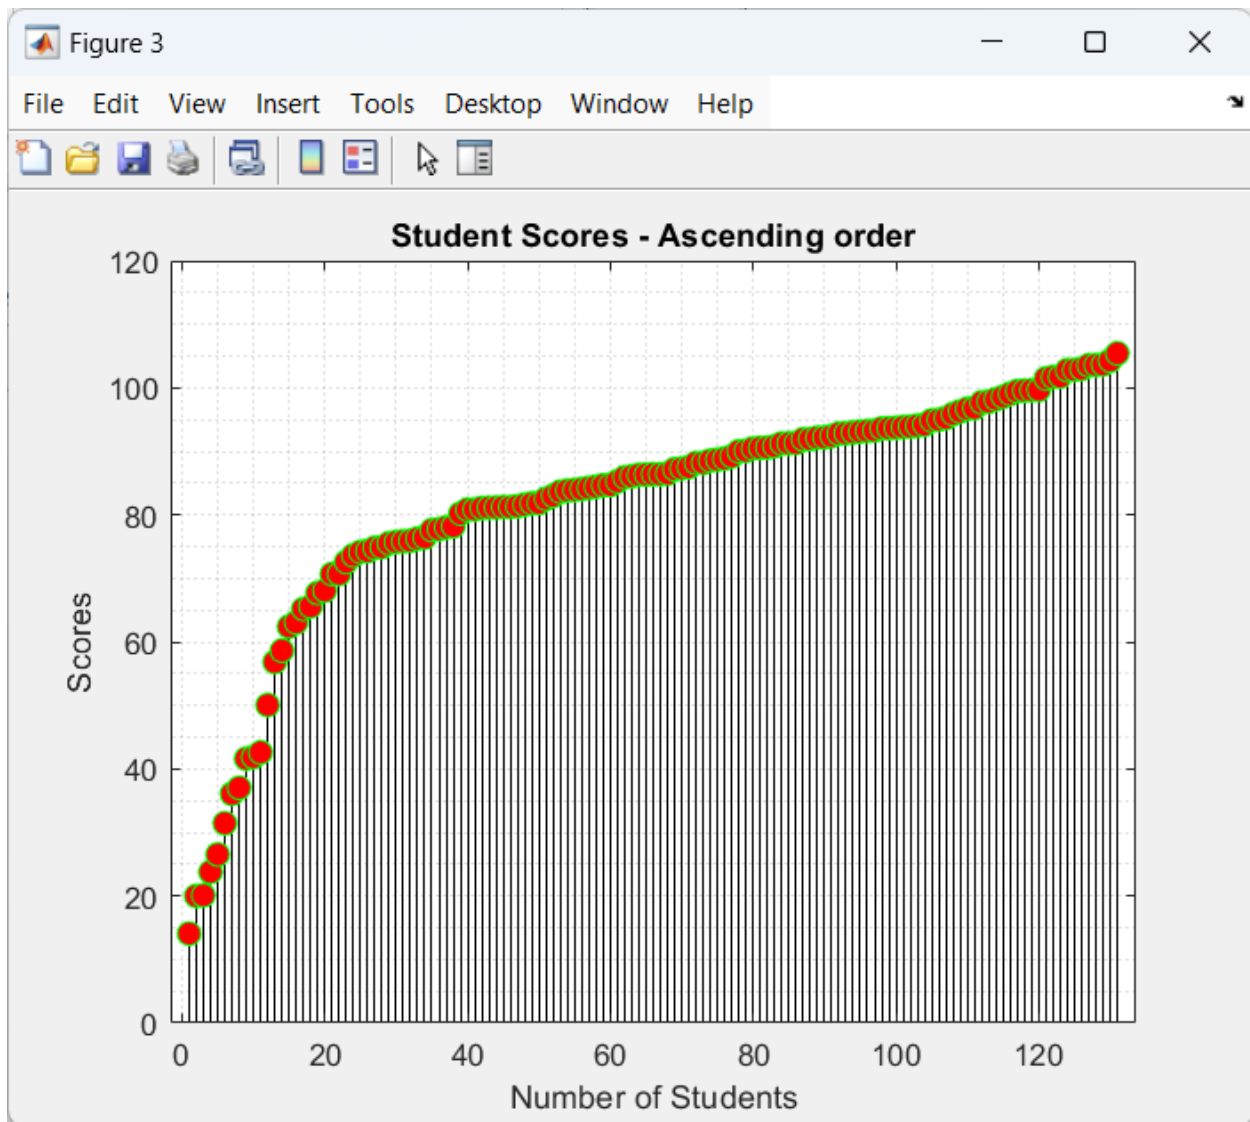 Figure 3
File Edit View Insert Tools Desktop Window Help
Student Scores - Ascending order
120
100
80
60
40
20
0
Scores
0 20 40 60 80 100 120
Number of Students